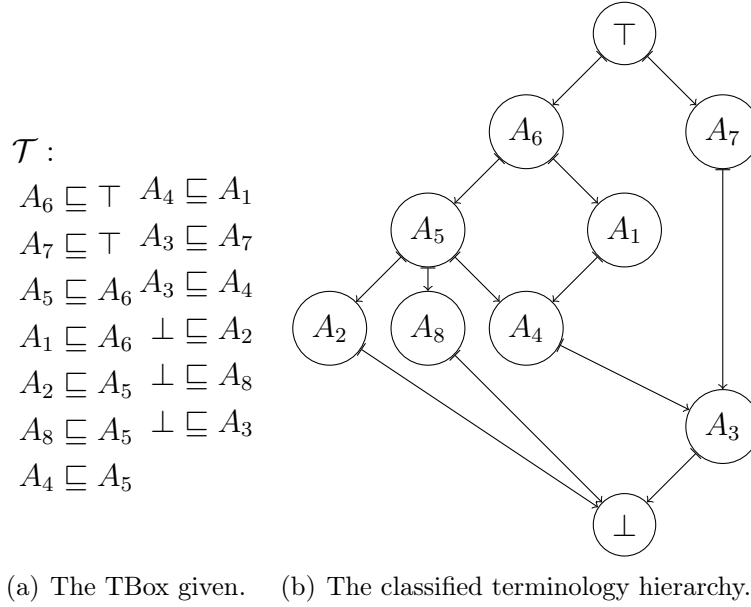 𝒯 :
A₆ ⊑ ⊤ A₄ ⊑ A₁
A₇ ⊑ ⊤ A₃ ⊑ A₇
A₅ ⊑ A₆ A₃ ⊑ A₄
A₁ ⊑ A₆ ⊥ ⊑ A₂
A₂ ⊑ A₅ ⊥ ⊑ A₈
A₈ ⊑ A₅ ⊥ ⊑ A₃
A₄ ⊑ A₅
⊤
A₆ A₇
A₅ A₁
A₂ A₈ A₄
A₃
⊥
(a) The TBox given. (b) The classified terminology hierarchy.